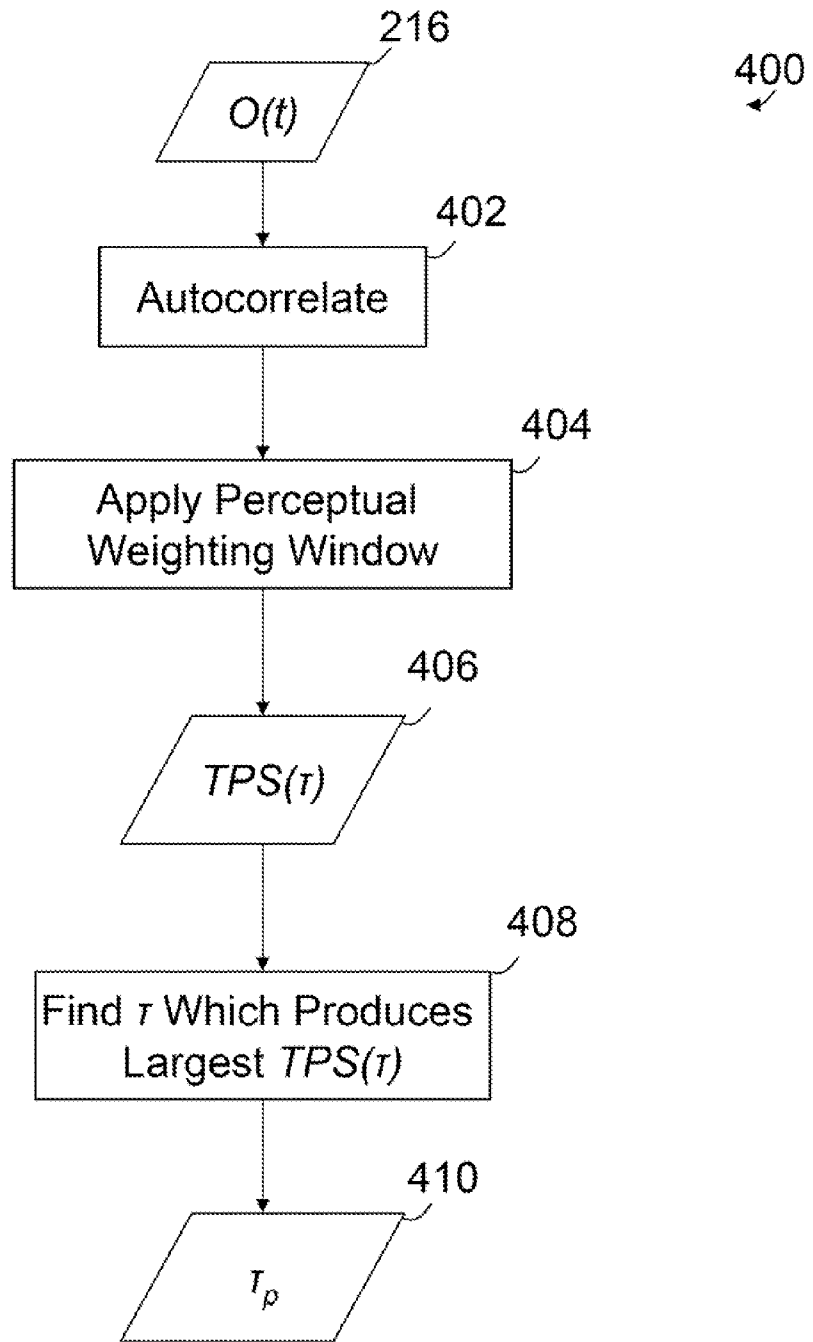 216
400
O(t)
402
Autocorrelate
404
Apply Perceptual
Weighting Window
406
TPS(τ)
408
Find τ Which Produces
Largest TPS(τ)
410
τp